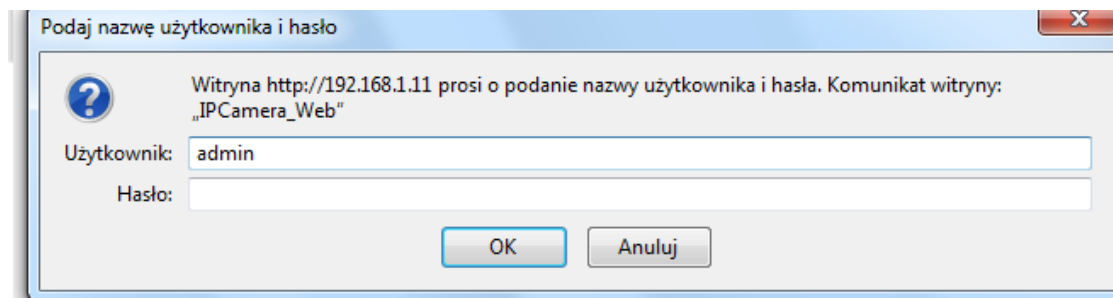 Podaj nazwę użytkownika i hasło
Witryna http://192.168.1.11 prosi o podanie nazwy użytkownika i hasła. Komunikat witryny:
„IPCamera_Web“
Użytkownik: admin
Hasło:
OK Anuluj